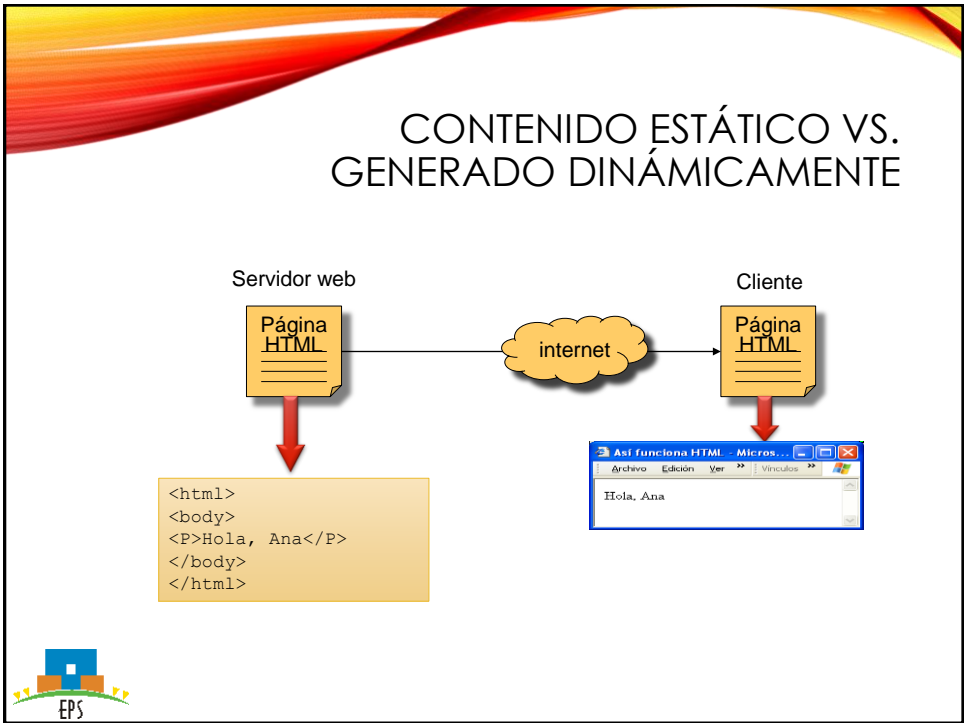 CONTENIDO ESTÁTICO VS.
GENERADO DINÁMICAMENTE
Servidor web
Cliente
Página
HTML
internet
Página
HTML
<html>
<body>
<P>Hola, Ana</P>
</body>
</html>
Así funciona HTML - Micros...
Archivo Edición Ver » Vínculos »
Hola, Ana
EPS